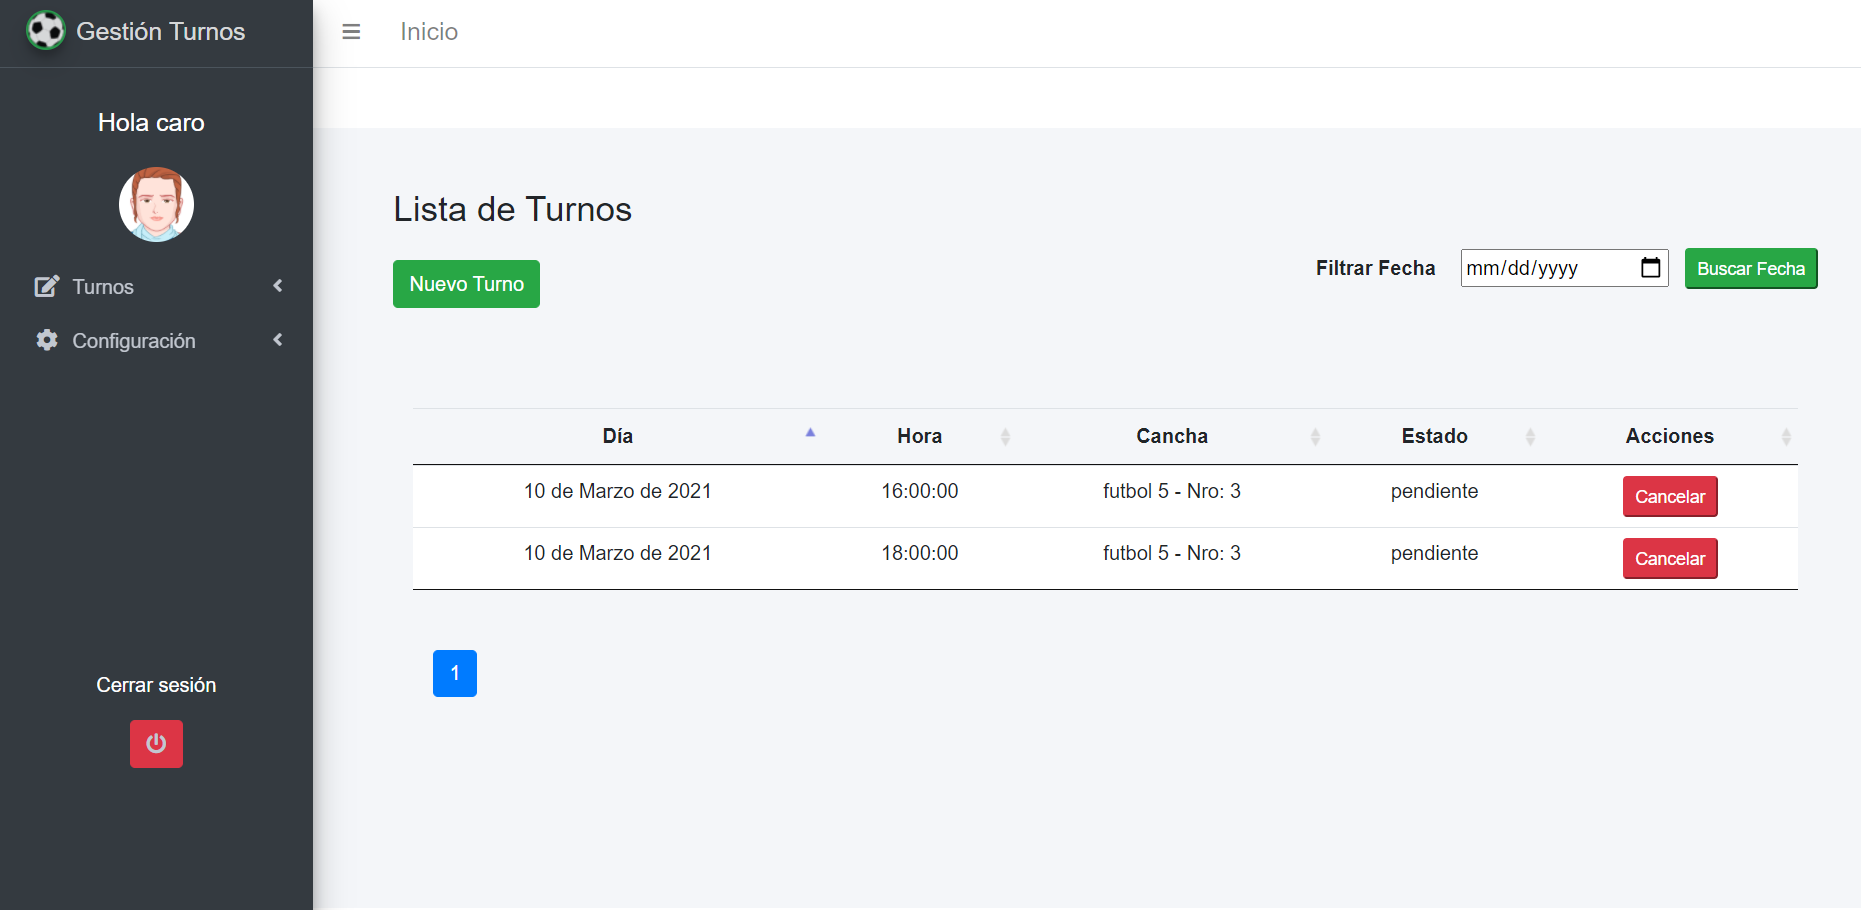 Gestión Turnos
Inicio
Hola caro
Turnos
Configuración
Cerrar sesión
Lista de Turnos
Nuevo Turno
Filtrar Fecha mm/dd/yyyy Buscar Fecha
Día Hora Cancha Estado Acciones
10 de Marzo de 2021 16:00:00 futbol 5 - Nro: 3 pendiente Cancelar
10 de Marzo de 2021 18:00:00 futbol 5 - Nro: 3 pendiente Cancelar
1